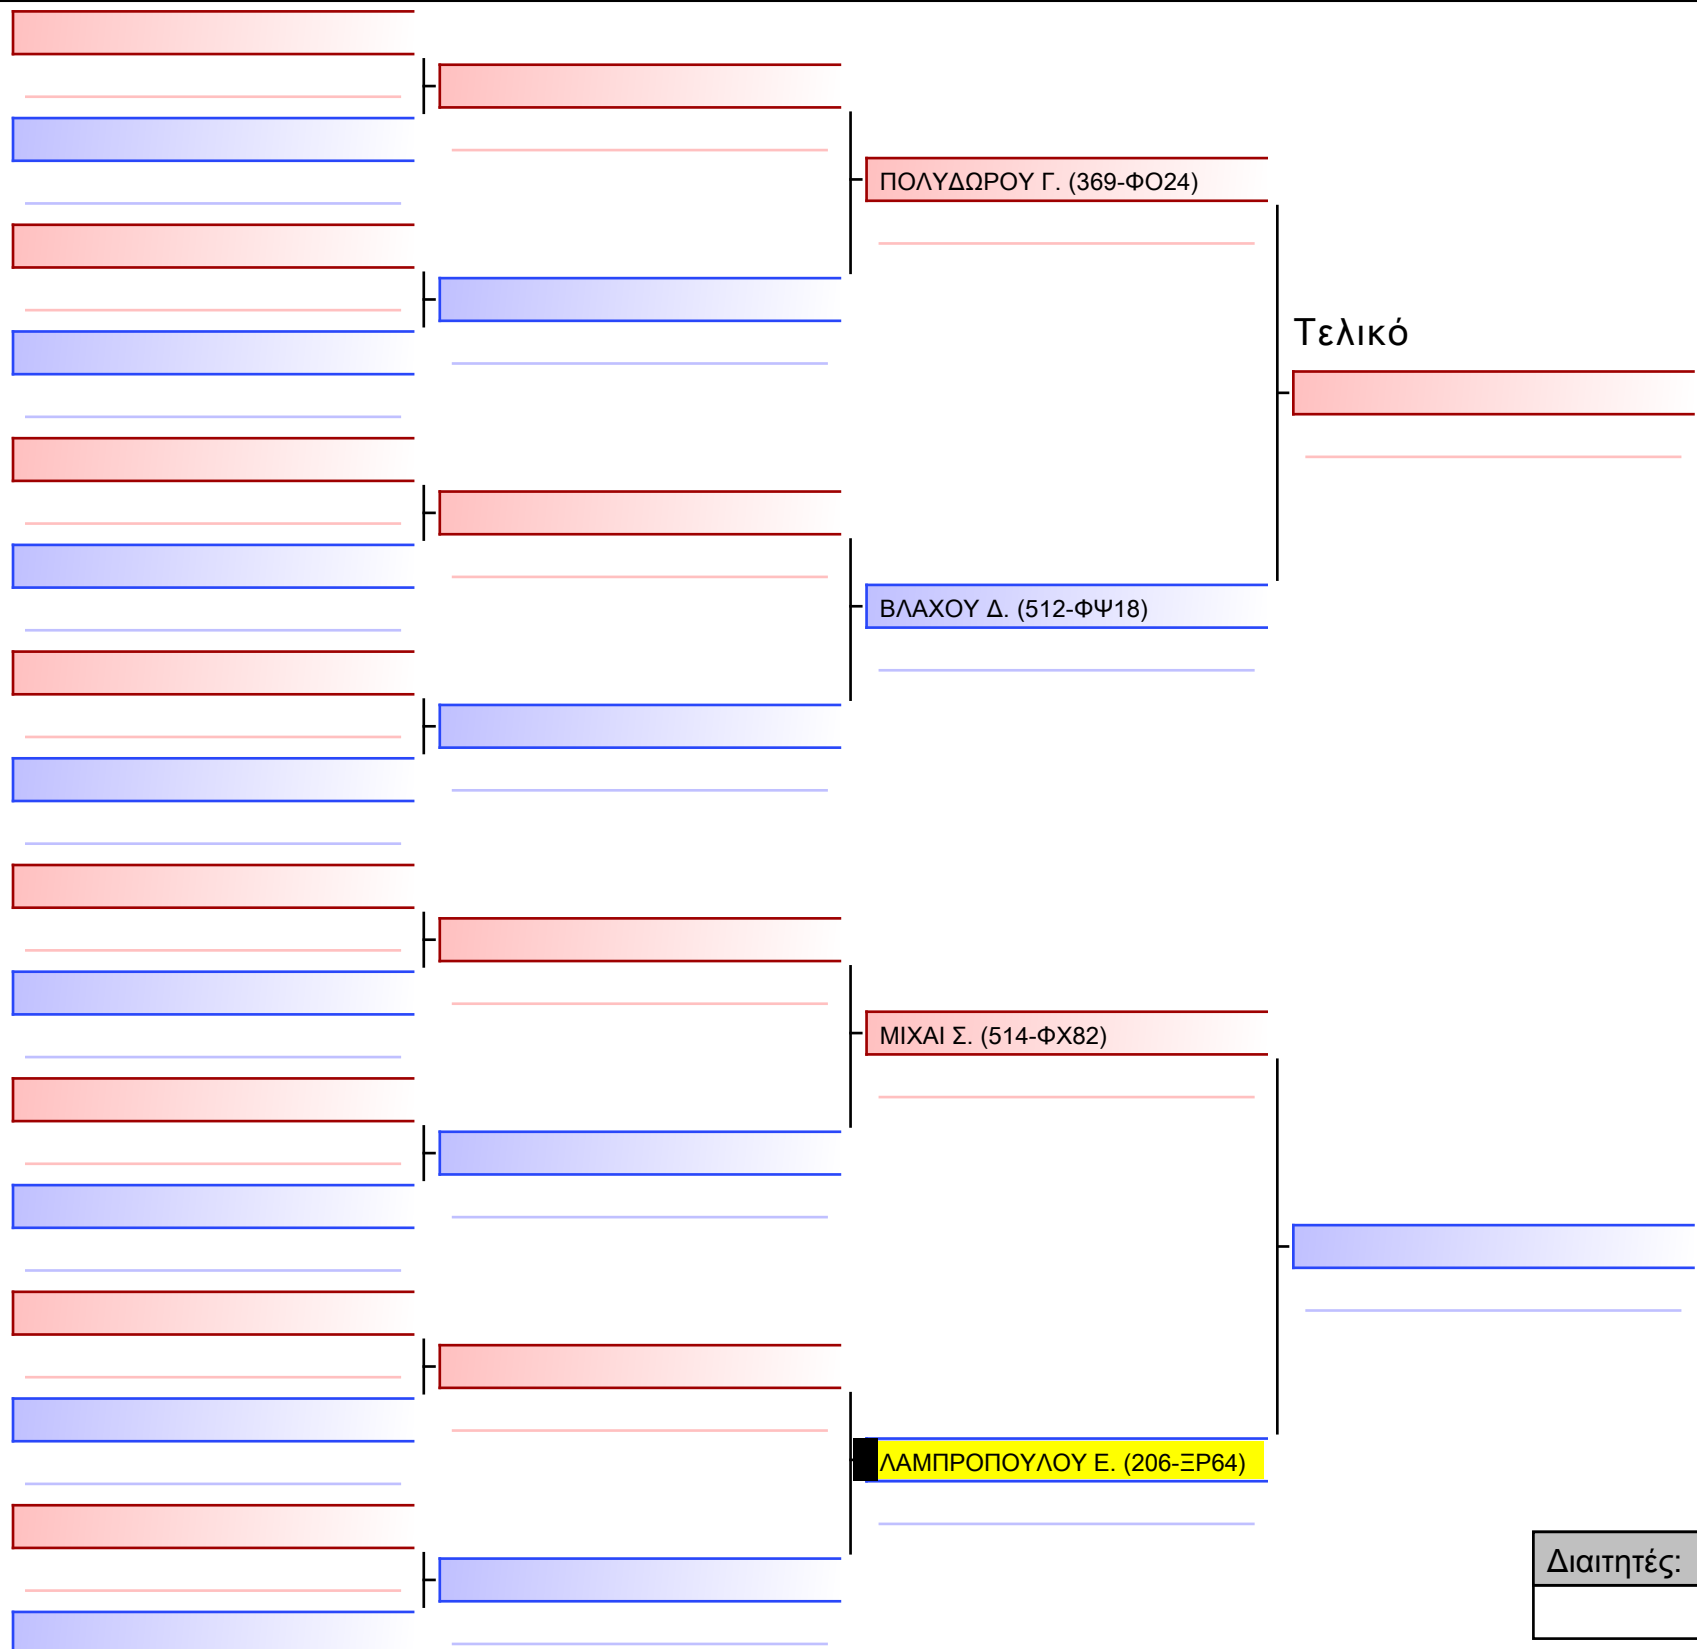 ΠΟΛΥΔΩΡΟΥ Γ. (369-ΦΟ24)
Τελικό
ΒΛΑΧΟΥ Δ. (512-ΦΨ18)
ΜΙΧΑΙ Σ. (514-ΦΧ82)
ΛΑΜΠΡΟΠΟΥΛΟΥ Ε. (206-ΞΡ64)
Διαιτητές: